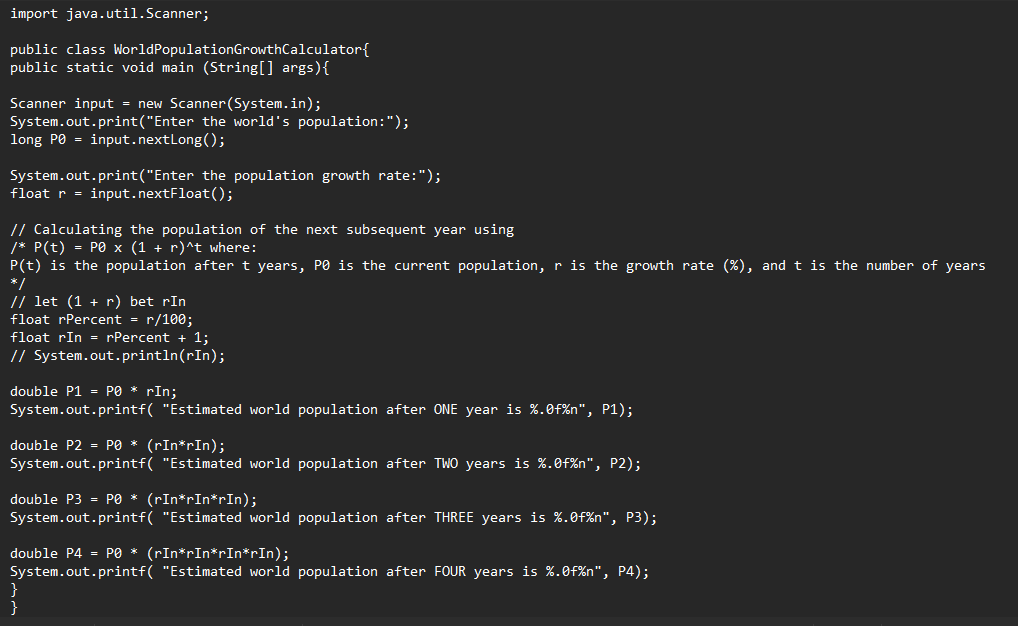 import java.util.Scanner;
public class WorldPopulationGrowthCalculator{
public static void main (String[] args){
Scanner input = new Scanner(System.in);
System.out.print("Enter the world's population:");
long P0 = input.nextLong();
System.out.print("Enter the population growth rate:");
float r = input.nextFloat();
// Calculating the population of the next subsequent year using
/* P(t) = P0 x (1 + r)^t where:
P(t) is the population after t years, P0 is the current population, r is the growth rate (%), and t is the number of years
*/
// let (1 + r) bet rIn
float rPercent = r/100;
float rIn = rPercent + 1;
// System.out.println(rIn);
double P1 = P0 * rIn;
System.out.printf( "Estimated world population after ONE year is %.0f%n", P1);
double P2 = P0 * (rIn*rIn);
System.out.printf( "Estimated world population after TWO years is %.0f%n", P2);
double P3 = P0 * (rIn*rIn*rIn);
System.out.printf( "Estimated world population after THREE years is %.0f%n", P3);
double P4 = P0 * (rIn*rIn*rIn*rIn);
System.out.printf( "Estimated world population after FOUR years is %.0f%n", P4);
}
}